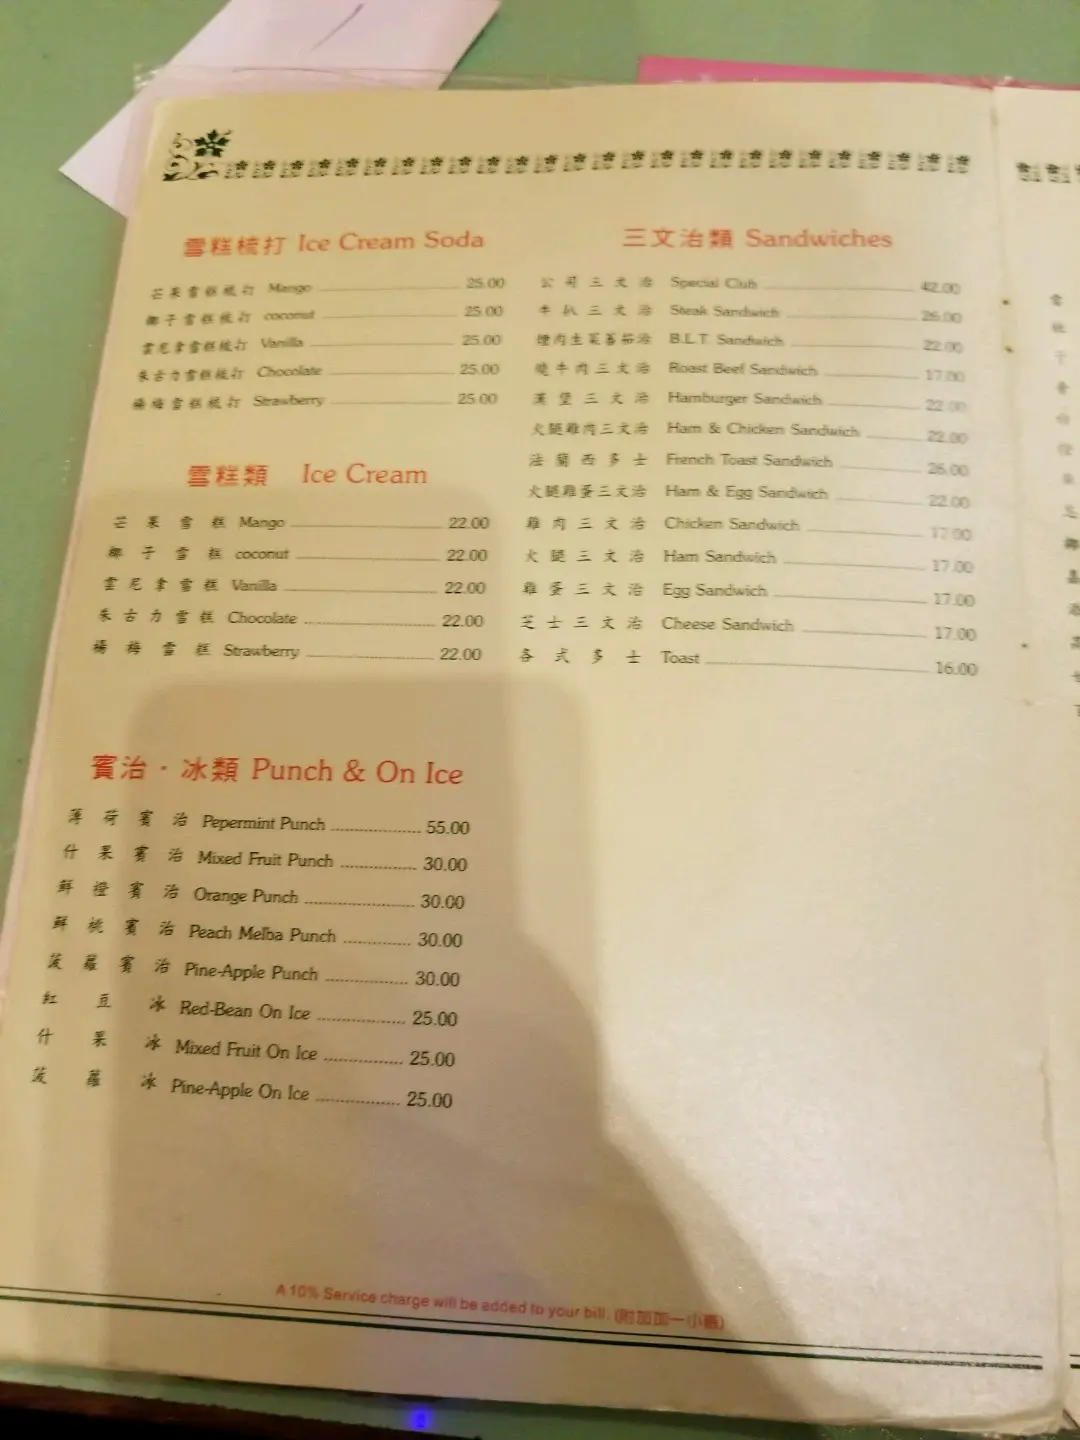 雪糕梳打 Ice Cream Soda
芒果雪糕梳打 Mango 25.00
椰子雪糕梳打 coconut 25.00
雲尼拿雪糕梳打 Vanilla 25.00
朱古力雪糕梳打 Chocolate 25.00
楊梅雪糕梳打 Strawberry 25.00
雪糕類 Ice Cream
芒果雪糕 Mango 22.00
椰子雪糕 coconut 22.00
雲尼拿雪糕 Vanilla 22.00
朱古力雪糕 Chocolate 22.00
楊梅雪糕 Strawberry 22.00
賓治·冰類 Punch & On Ice
薄荷賓治 Pepermint Punch 55.00
什果賓治 Mixed Fruit Punch 30.00
鮮橙賓治 Orange Punch 30.00
鮮桃賓治 Peach Melba Punch 30.00
菠蘿賓治 Pine-Apple Punch 30.00
紅豆冰 Red-Bean On Ice 25.00
什果冰 Mixed Fruit On Ice 25.00
菠蘿冰 Pine-Apple On Ice 25.00
三文治類 Sandwiches
公司三文治 Special Club 42.00
牛扒三文治 Steak Sandwich 26.00
煙肉生菜蕃茄治 B.L.T. Sandwich 22.00
燒牛肉三文治 Roast Beef Sandwich 17.00
漢堡三文治 Hamburger Sandwich 22.00
火腿雞肉三文治 Ham & Chicken Sandwich 22.00
法蘭西多士 French Toast Sandwich 26.00
火腿雞蛋三文治 Ham & Egg Sandwich 22.00
雞肉三文治 Chicken Sandwich 17.00
火腿三文治 Ham Sandwich 17.00
雞蛋三文治 Egg Sandwich 17.00
芝士三文治 Cheese Sandwich 17.00
各式多士 Toast 16.00
A 10% Service charge will be added to your bill. (附加加一小賬)